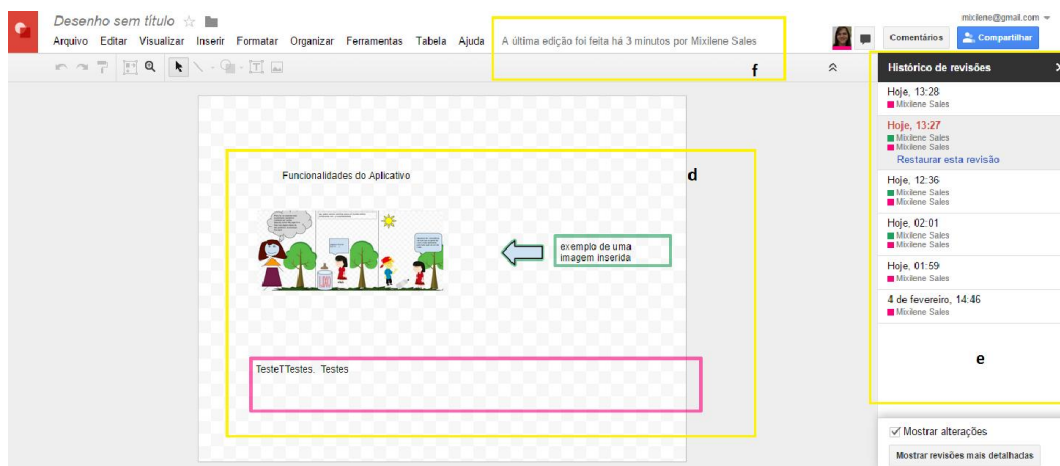 Desenho sem título
mixilene@gmail.com
Arquivo Editar Visualizar Inserir Formatar Organizar Ferramentas Tabela Ajuda A última edição foi feita há 3 minutos por Mixilene Sales
Comentários Compartilhar
f
Histórico de revisões
Hoje, 13:28
Mixilene Sales
Hoje, 13:27
Mixilene Sales
Mixilene Sales
Restaurar esta revisão
Hoje, 12:36
Mixilene Sales
Mixilene Sales
Hoje, 02:01
Mixilene Sales
Mixilene Sales
Hoje, 01:59
Mixilene Sales
4 de fevereiro, 14:46
Mixilene Sales
e
Mostrar alterações
Mostrar revisões mais detalhadas
d
Funcionalidades do Aplicativo
exemplo de uma
imagem inserida
TesteTTestes. Testes